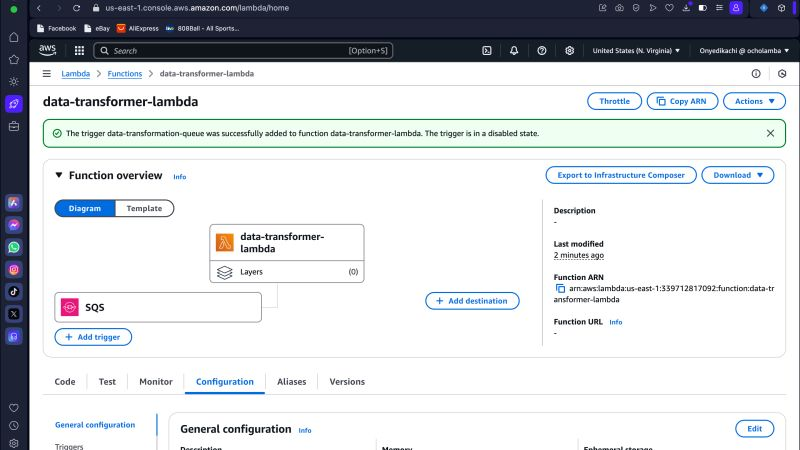 us-east-1.console.aws.amazon.com/lambda/home
Facebook eBay AliExpress 808Ball - All Sports...
aws Search [Option+S] United States (N. Virginia) Onyedikachi @ ocholamba
Lambda Functions data-transformer-lambda
data-transformer-lambda
Throttle Copy ARN Actions
The trigger data-transformation-queue was successfully added to function data-transformer-lambda. The trigger is in a disabled state.
Function overview Info
Export to Infrastructure Composer Download
Diagram Template
data-transformer-
lambda
Layers (0)
SQS
Add trigger
Add destination
Description
-
Last modified
2 minutes ago
Function ARN
arn:aws:lambda:us-east-1:339712817092:function:data-tr
ansformer-lambda
Function URL Info
-
Code Test Monitor Configuration Aliases Versions
General configuration
Triggers
General configuration Info
Edit
Description Memory Ephemeral storage